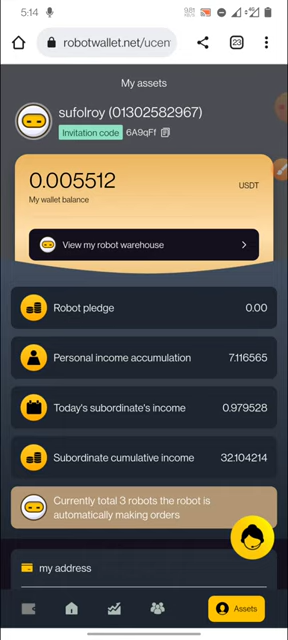 5:14
robotwallet.net/ucen
23
My assets
sufolroy (01302582967)
Invitation code 6A9qFf
0.005512
USDT
My wallet balance
View my robot warehouse
Robot pledge 0.00
Personal income accumulation 7.116565
Today's subordinate's income 0.979528
Subordinate cumulative income 32.104214
Currently total 3 robots the robot is
automatically making orders
my address
Assets